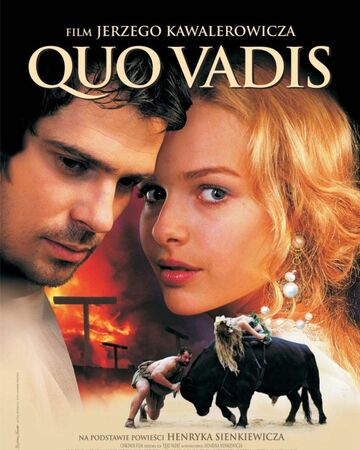 FILM JERZEGO KAWALEROWICZA
QUO VADIS
NA PODSTAWIE POWIEŚCI HENRYKA SIENKIEWICZA